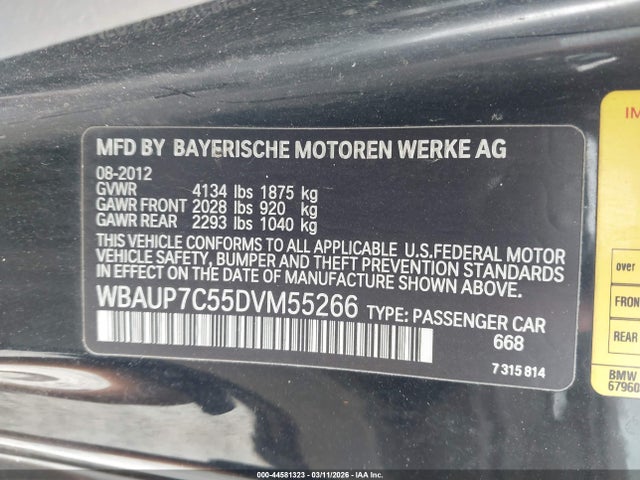 MFD BY BAYERISCHE MOTOREN WERKE AG
08-2012
GVWR 4134 lbs 1875 kg
GAWR FRONT 2028 lbs 920 kg
GAWR REAR 2293 lbs 1040 kg
THIS VEHICLE CONFORMS TO ALL APPLICABLE U.S.FEDERAL MOTOR
VEHICLE SAFETY, BUMPER AND THEFT PREVENTION STANDARDS
IN EFFECT ON THE DATE OF MANUFACTURE SHOWN ABOVE.
WBAUP7C55DVM55266 TYPE: PASSENGER CAR
668
7 315 814
IM
over
FRON
REAR
BMW
67960
000-44581323 | 03/11/2026 | IAA Inc.